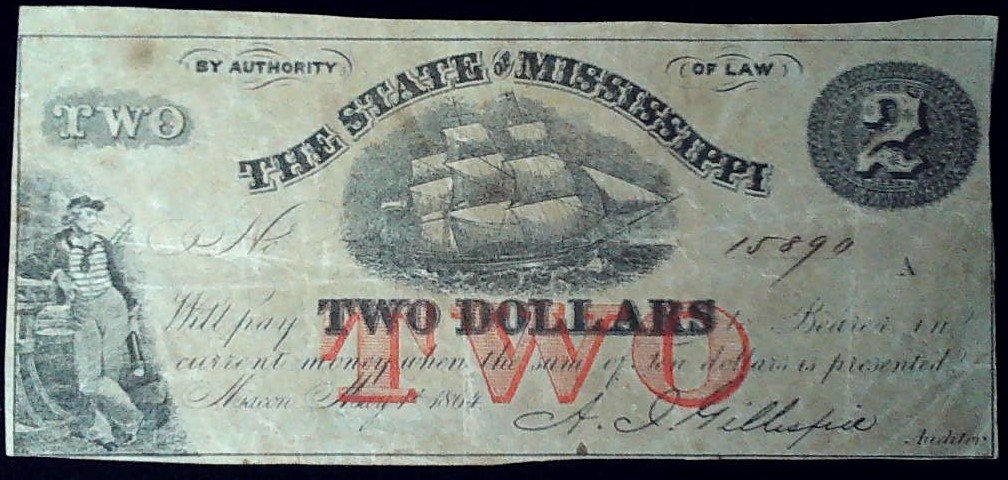 BY AUTHORITY OF LAW
THE STATE OF MISSISSIPPI
TWO
2
No 15890 A
Will pay TWO DOLLARS to Bearer in
TWO
current money when the sum of ten dollars is presented.
Macon May 1st 1864
A. J. Gillespie
Auditor